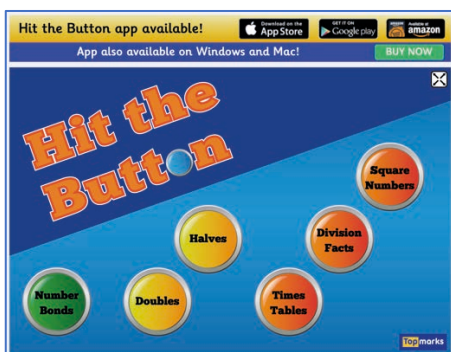 Hit the Button app available!
Download on the
App Store
GET IT ON
Google play
Available at
amazon
App also available on Windows and Mac!
BUY NOW
Hit the
Button
Square
Numbers
Halves
Division
Facts
Number
Bonds
Doubles
Times
Tables
Topmarks